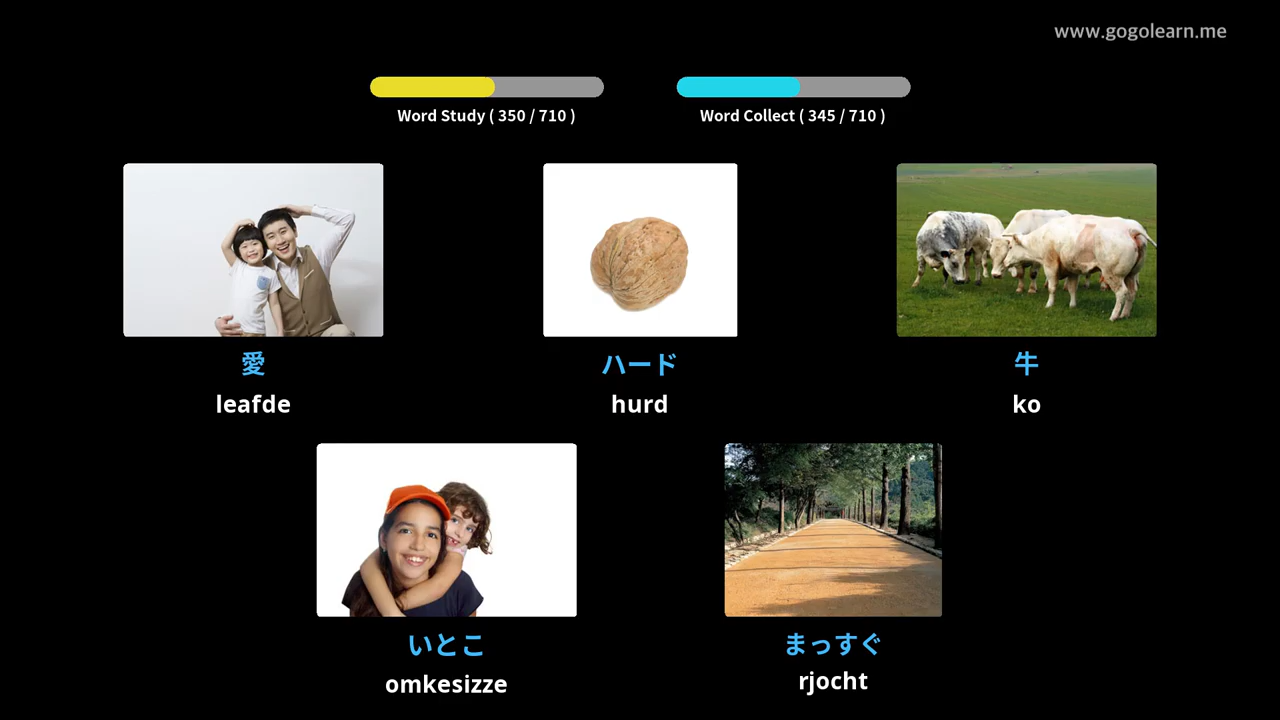 www.gogolearn.me
Word Study ( 350 / 710 )
Word Collect ( 345 / 710 )
愛
leafde
ハード
hurd
牛
ko
いとこ
omkesizze
まっすぐ
rjocht